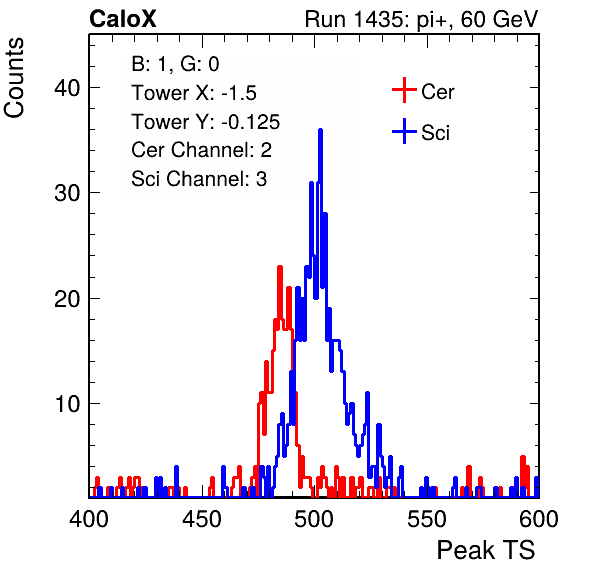 CaloX Run 1435: pi+, 60 GeV
Counts
B: 1, G: 0
Tower X: -1.5
Tower Y: -0.125
Cer Channel: 2
Sci Channel: 3
Cer
Sci
40
30
20
10
400 450 500 550 600
Peak TS